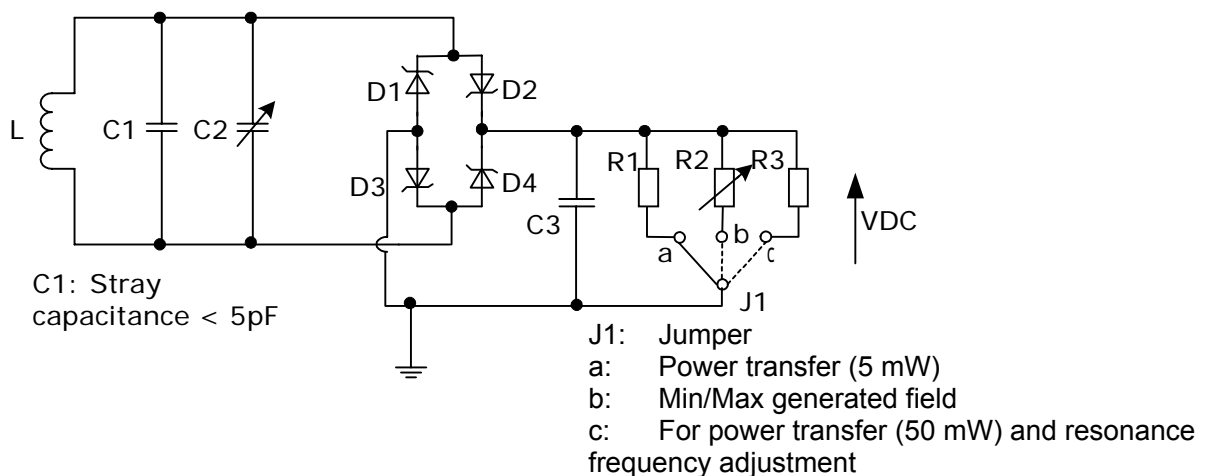 D1
D2
L
C1
C2
R1
R2
R3
D3
D4
C3
VDC
a
b
c
J1
C1: Stray
capacitance < 5pF
J1: Jumper
a: Power transfer (5 mW)
b: Min/Max generated field
c: For power transfer (50 mW) and resonance
frequency adjustment